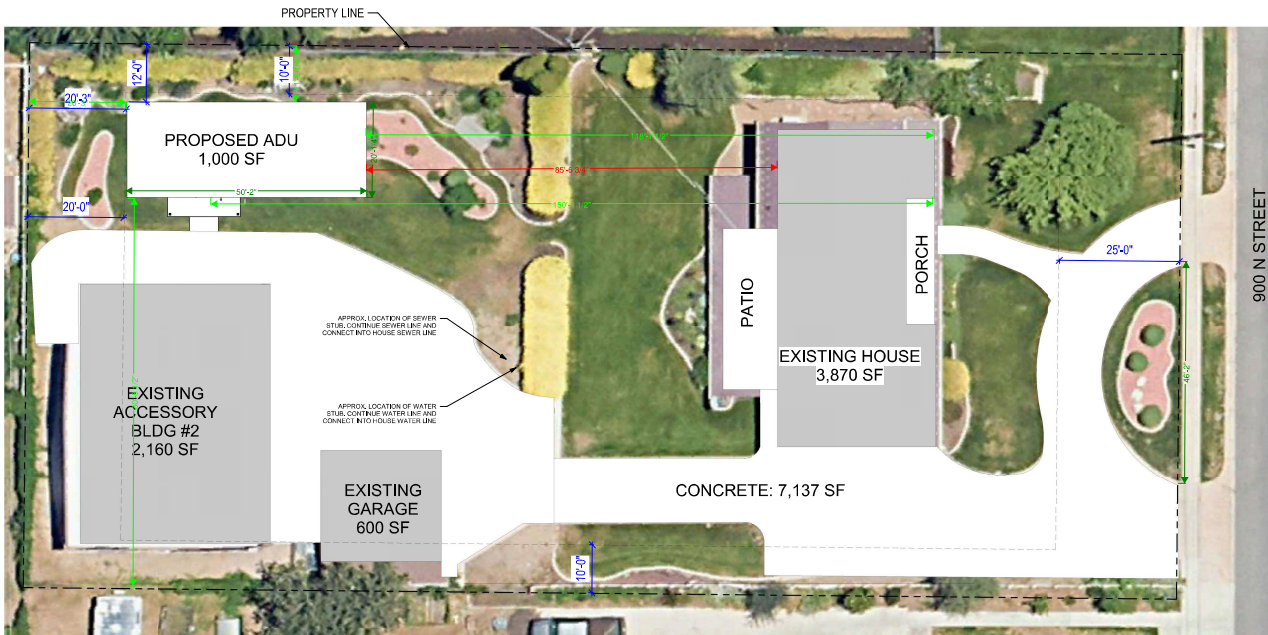 PROPERTY LINE
12'-0"
10'-0"
20'-3"
PROPOSED ADU
1,000 SF
50'-2"
85'-6 3/4"
20'-0"
PATIO
PORCH
25'-0"
900 N STREET
APPROX. LOCATION OF SEWER
STUB. CONTINUE SEWER LINE AND
CONNECT INTO HOUSE SEWER LINE
EXISTING HOUSE
3,870 SF
46'-2"
EXISTING
ACCESSORY
BLDG #2
2,160 SF
APPROX. LOCATION OF WATER
STUB. CONTINUE WATER LINE AND
CONNECT INTO HOUSE WATER LINE
EXISTING
GARAGE
600 SF
CONCRETE: 7,137 SF
10'-0"